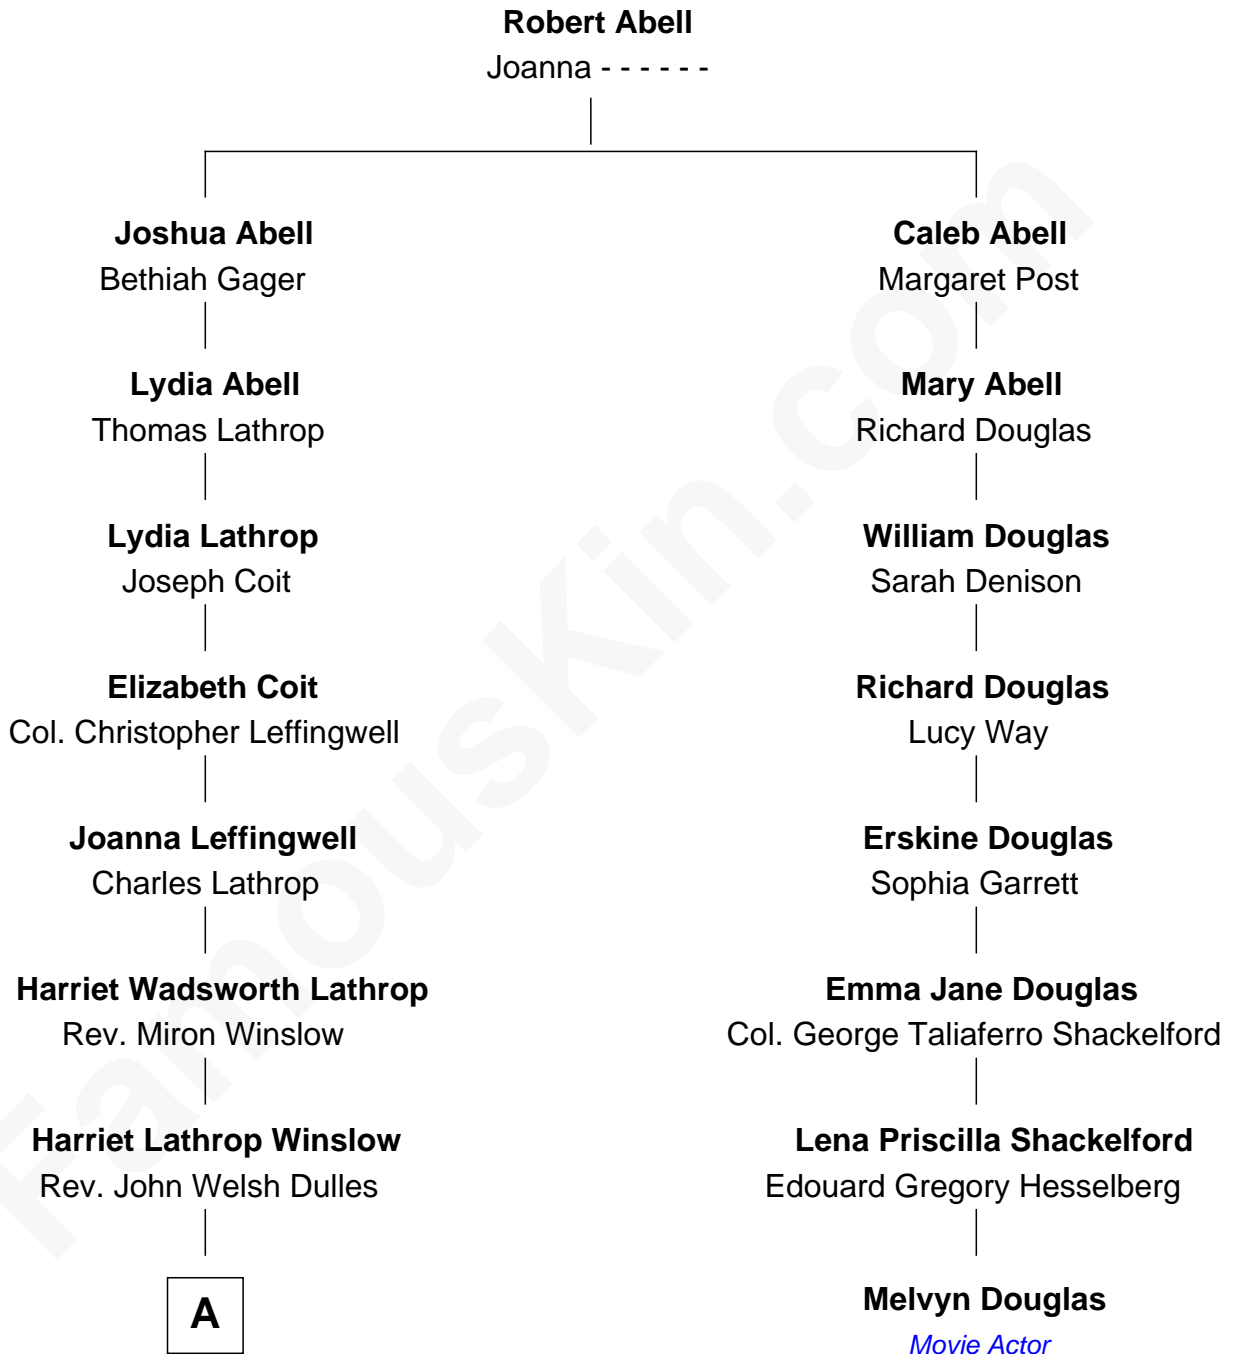 Robert Abell
Joanna - - - - - -
Joshua Abell
Bethiah Gager
Caleb Abell
Margaret Post
Lydia Abell
Thomas Lathrop
Mary Abell
Richard Douglas
Lydia Lathrop
Joseph Coit
William Douglas
Sarah Denison
Elizabeth Coit
Col. Christopher Leffingwell
Richard Douglas
Lucy Way
Joanna Leffingwell
Charles Lathrop
Erskine Douglas
Sophia Garrett
Harriet Wadsworth Lathrop
Rev. Miron Winslow
Emma Jane Douglas
Col. George Taliaferro Shackelford
Harriet Lathrop Winslow
Rev. John Welsh Dulles
Lena Priscilla Shackelford
Edouard Gregory Hesselberg
A
Melvyn Douglas
Movie Actor
FamousKin.com